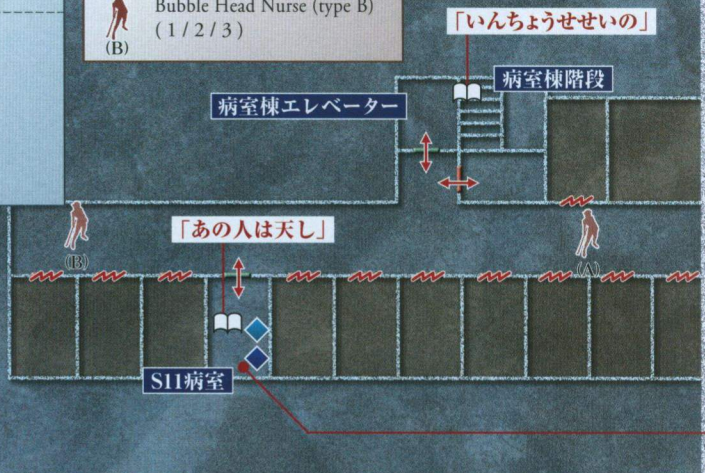 Bubble Head Nurse (type B)
(1/2/3)
(B)
「いんちょうせせいの」
病室棟階段
病室棟エレベーター
「あの人は天し」
(B)
(A)
S11病室